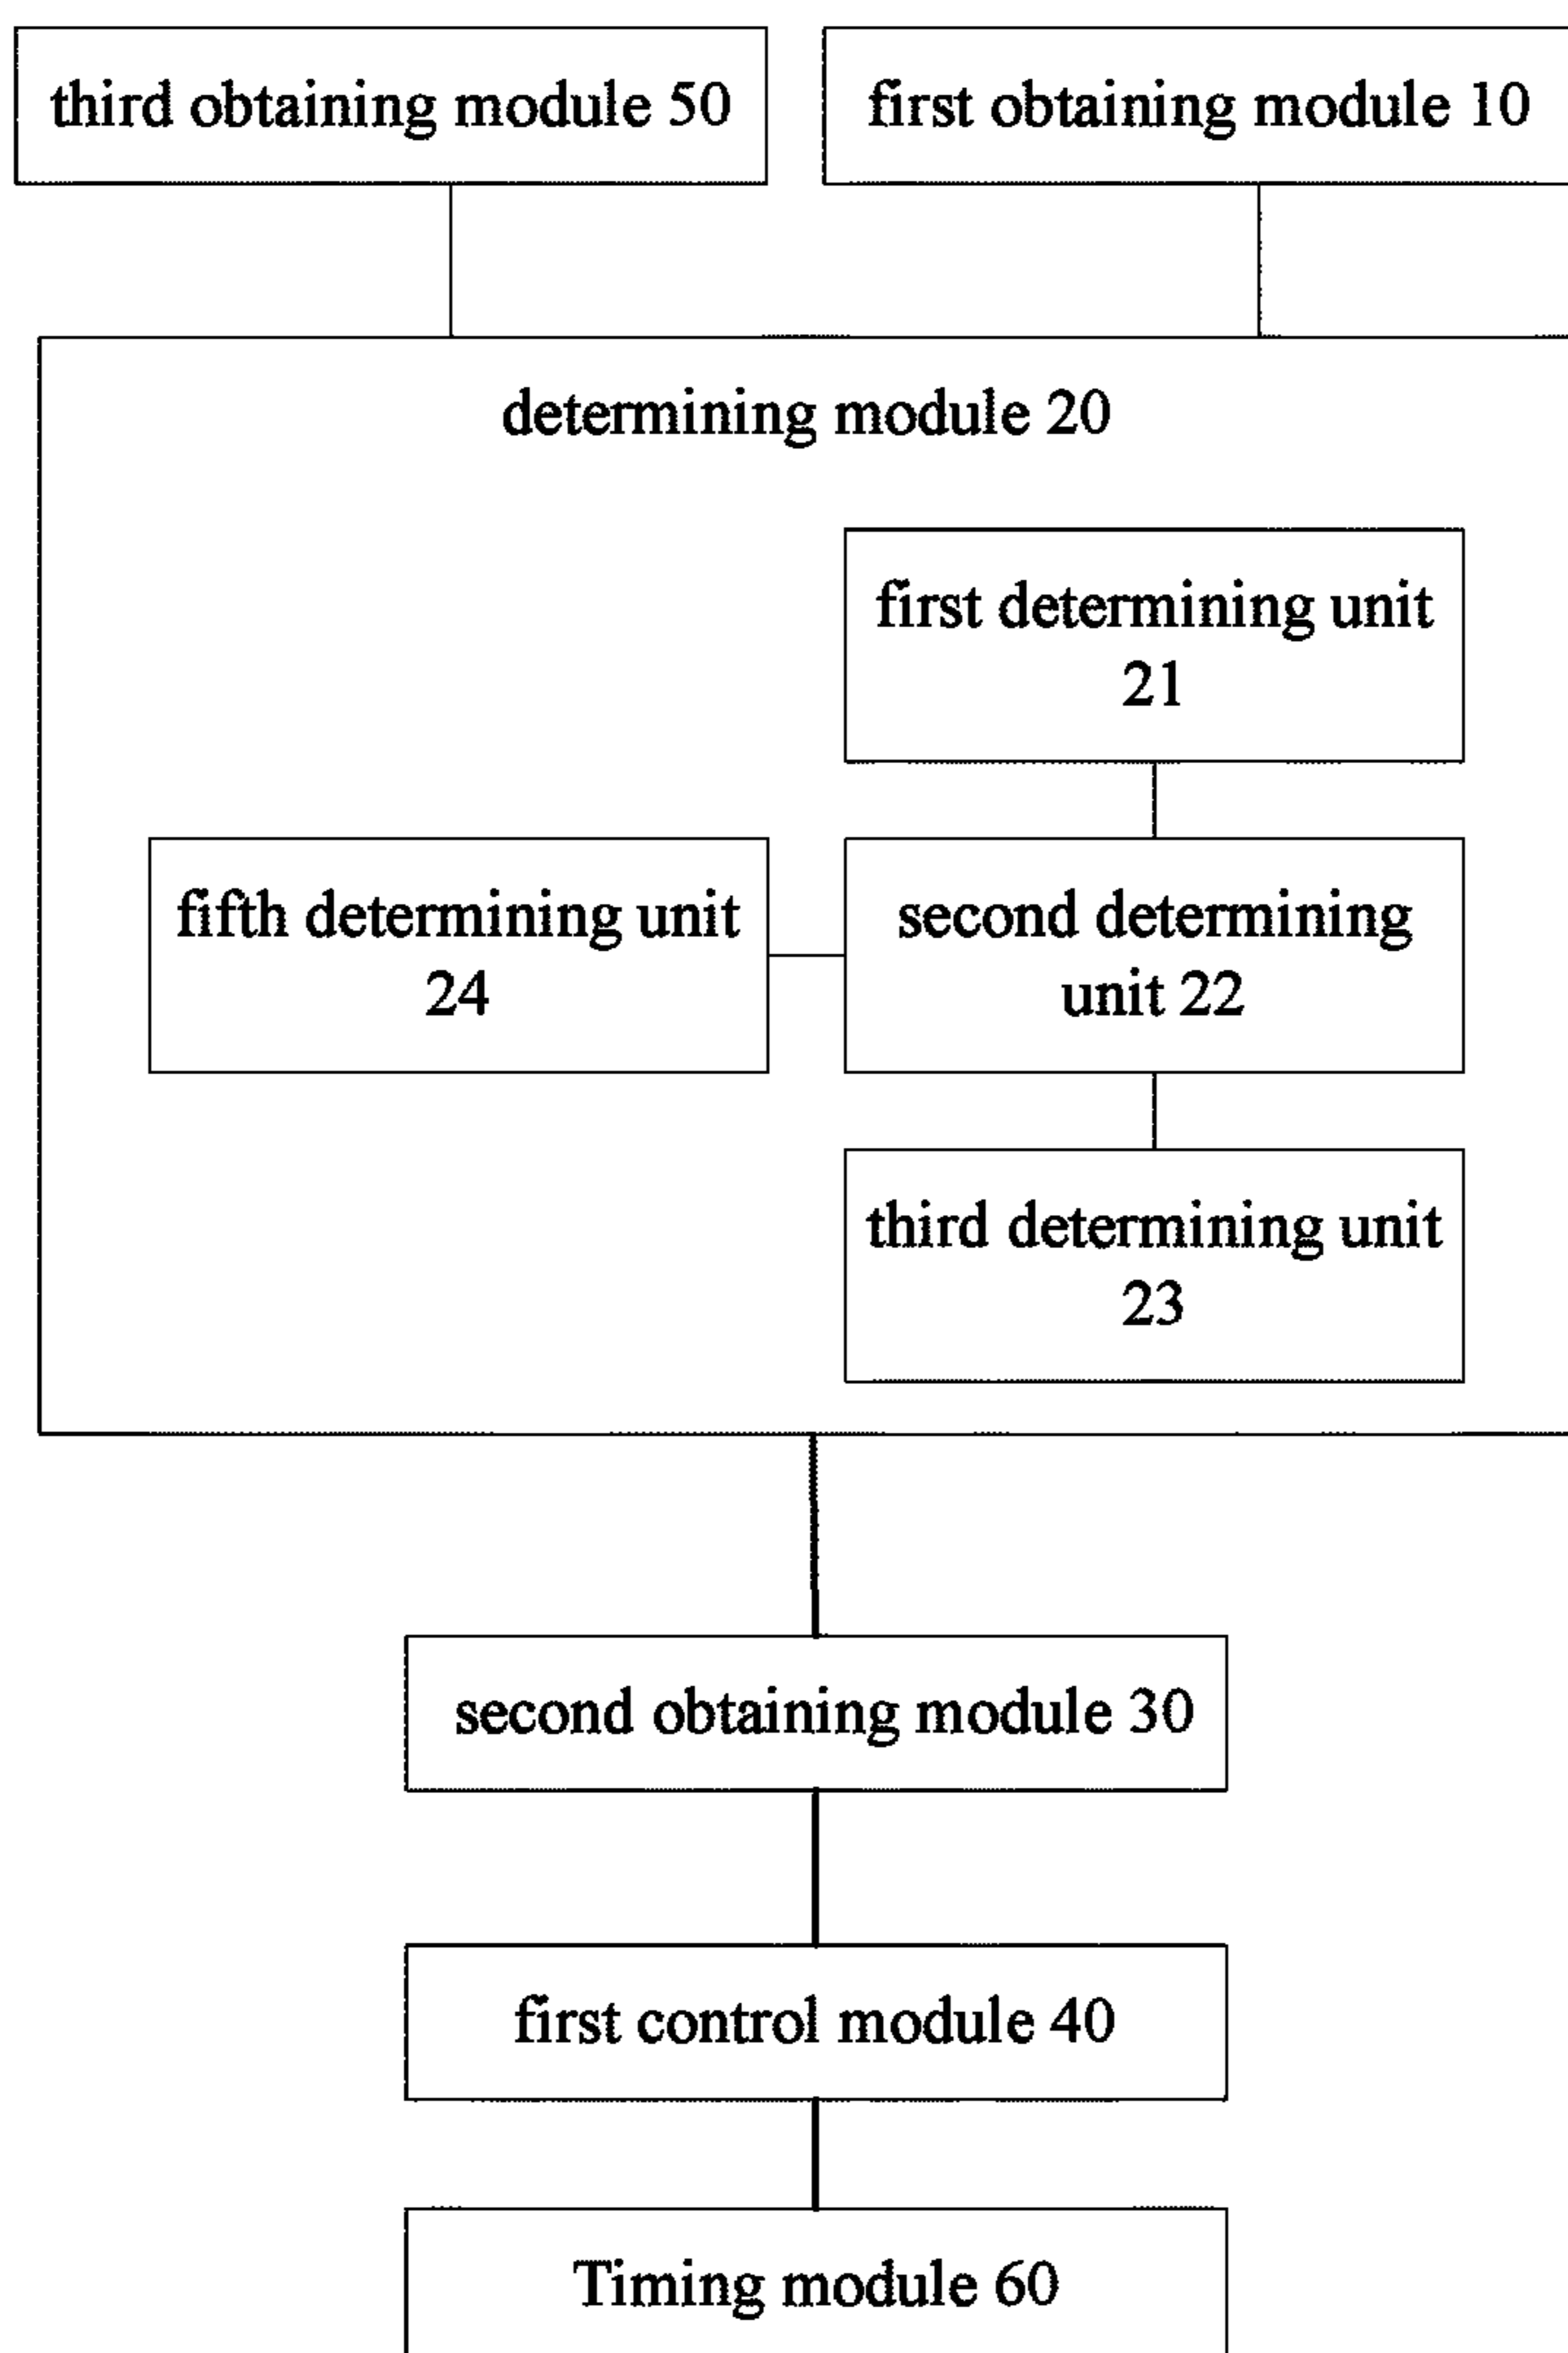 third obtaining module 50
first obtaining module 10
determining module 20
first determining unit
21
fifth determining unit
24
second determining
unit 22
third determining unit
23
second obtaining module 30
first control module 40
Timing module 60